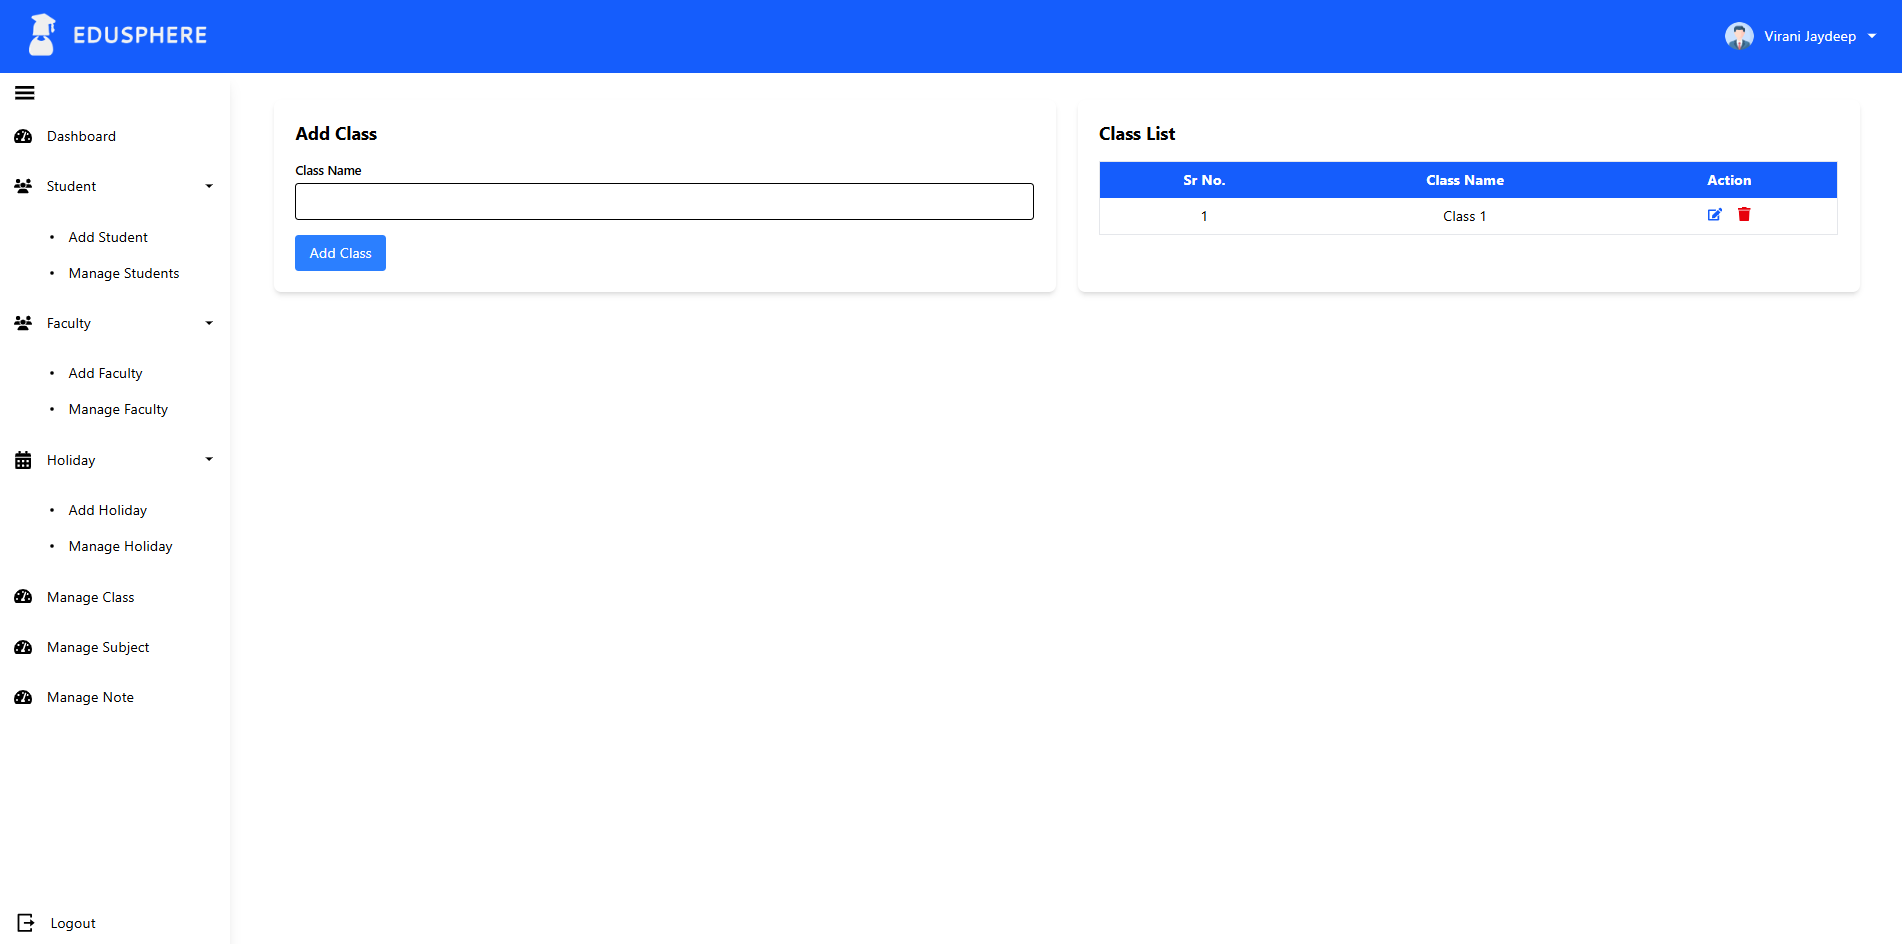 EDUSPHERE
Virani Jaydeep
Dashboard
Student
• Add Student
• Manage Students
Faculty
• Add Faculty
• Manage Faculty
Holiday
• Add Holiday
• Manage Holiday
Manage Class
Manage Subject
Manage Note
Logout
Add Class
Class Name
Add Class
Class List
Sr No. Class Name Action
1 Class 1